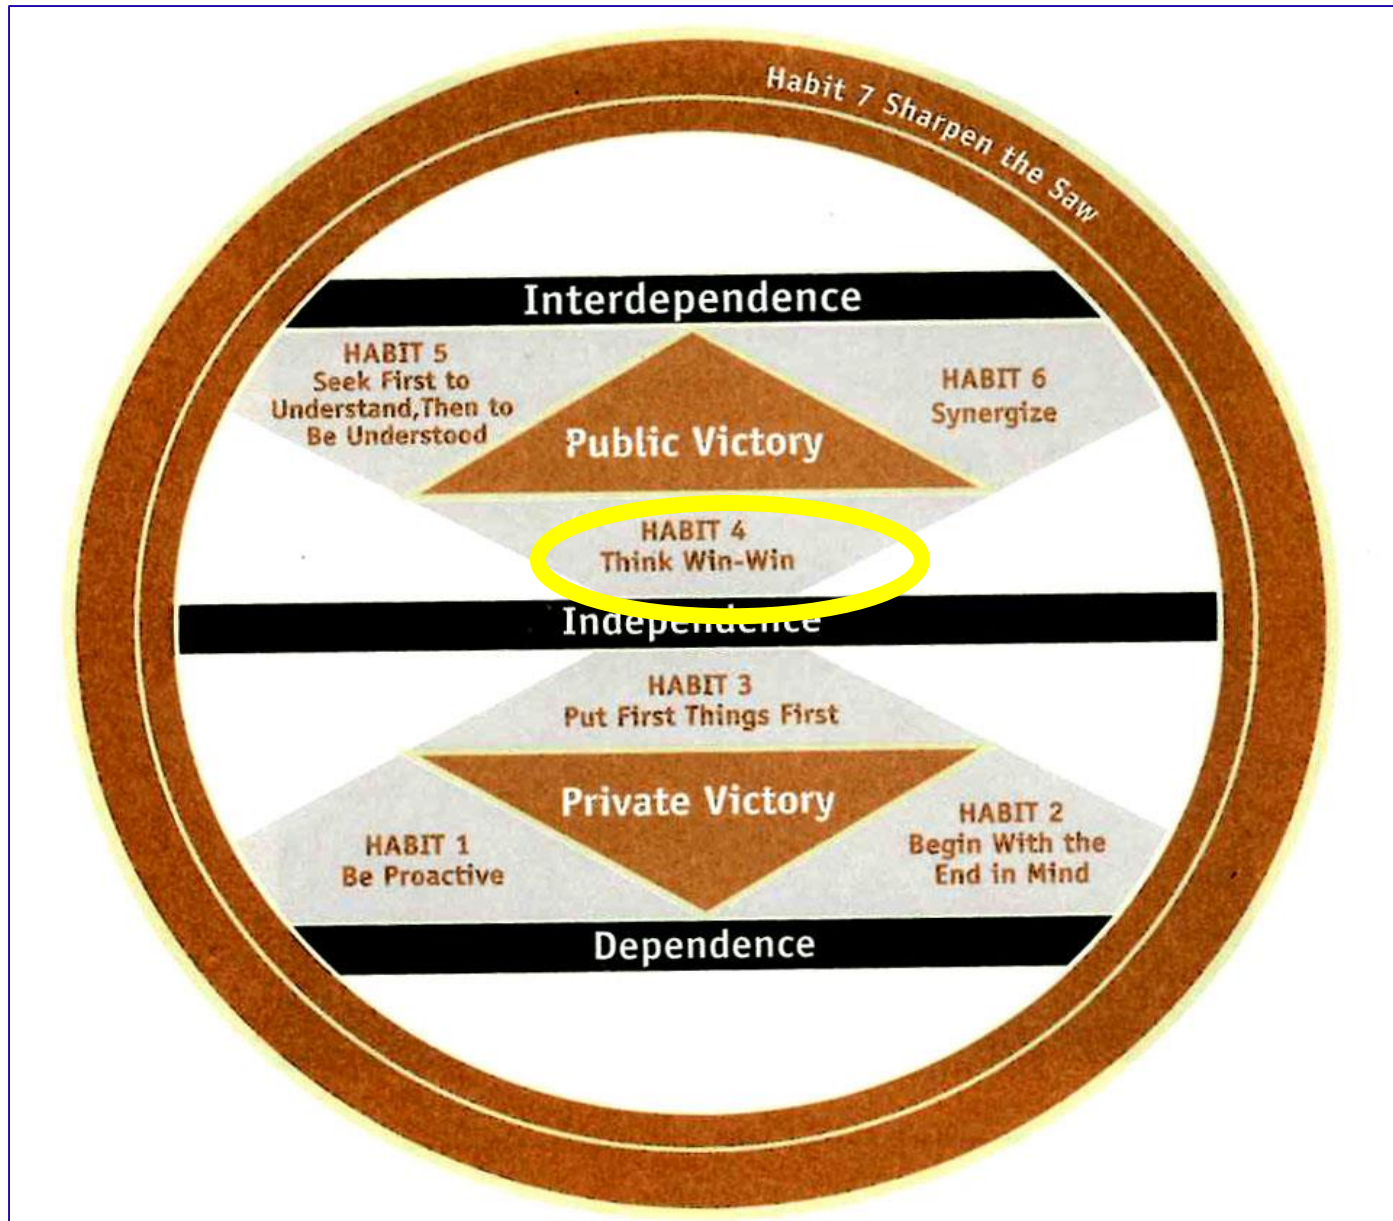 Habit 7 Sharpen the Saw
Interdependence
HABIT 5
Seek First to
Understand,Then to
Be Understood
HABIT 6
Synergize
Public Victory
HABIT 4
Think Win-Win
Independence
HABIT 3
Put First Things First
Private Victory
HABIT 1
Be Proactive
HABIT 2
Begin With the
End in Mind
Dependence